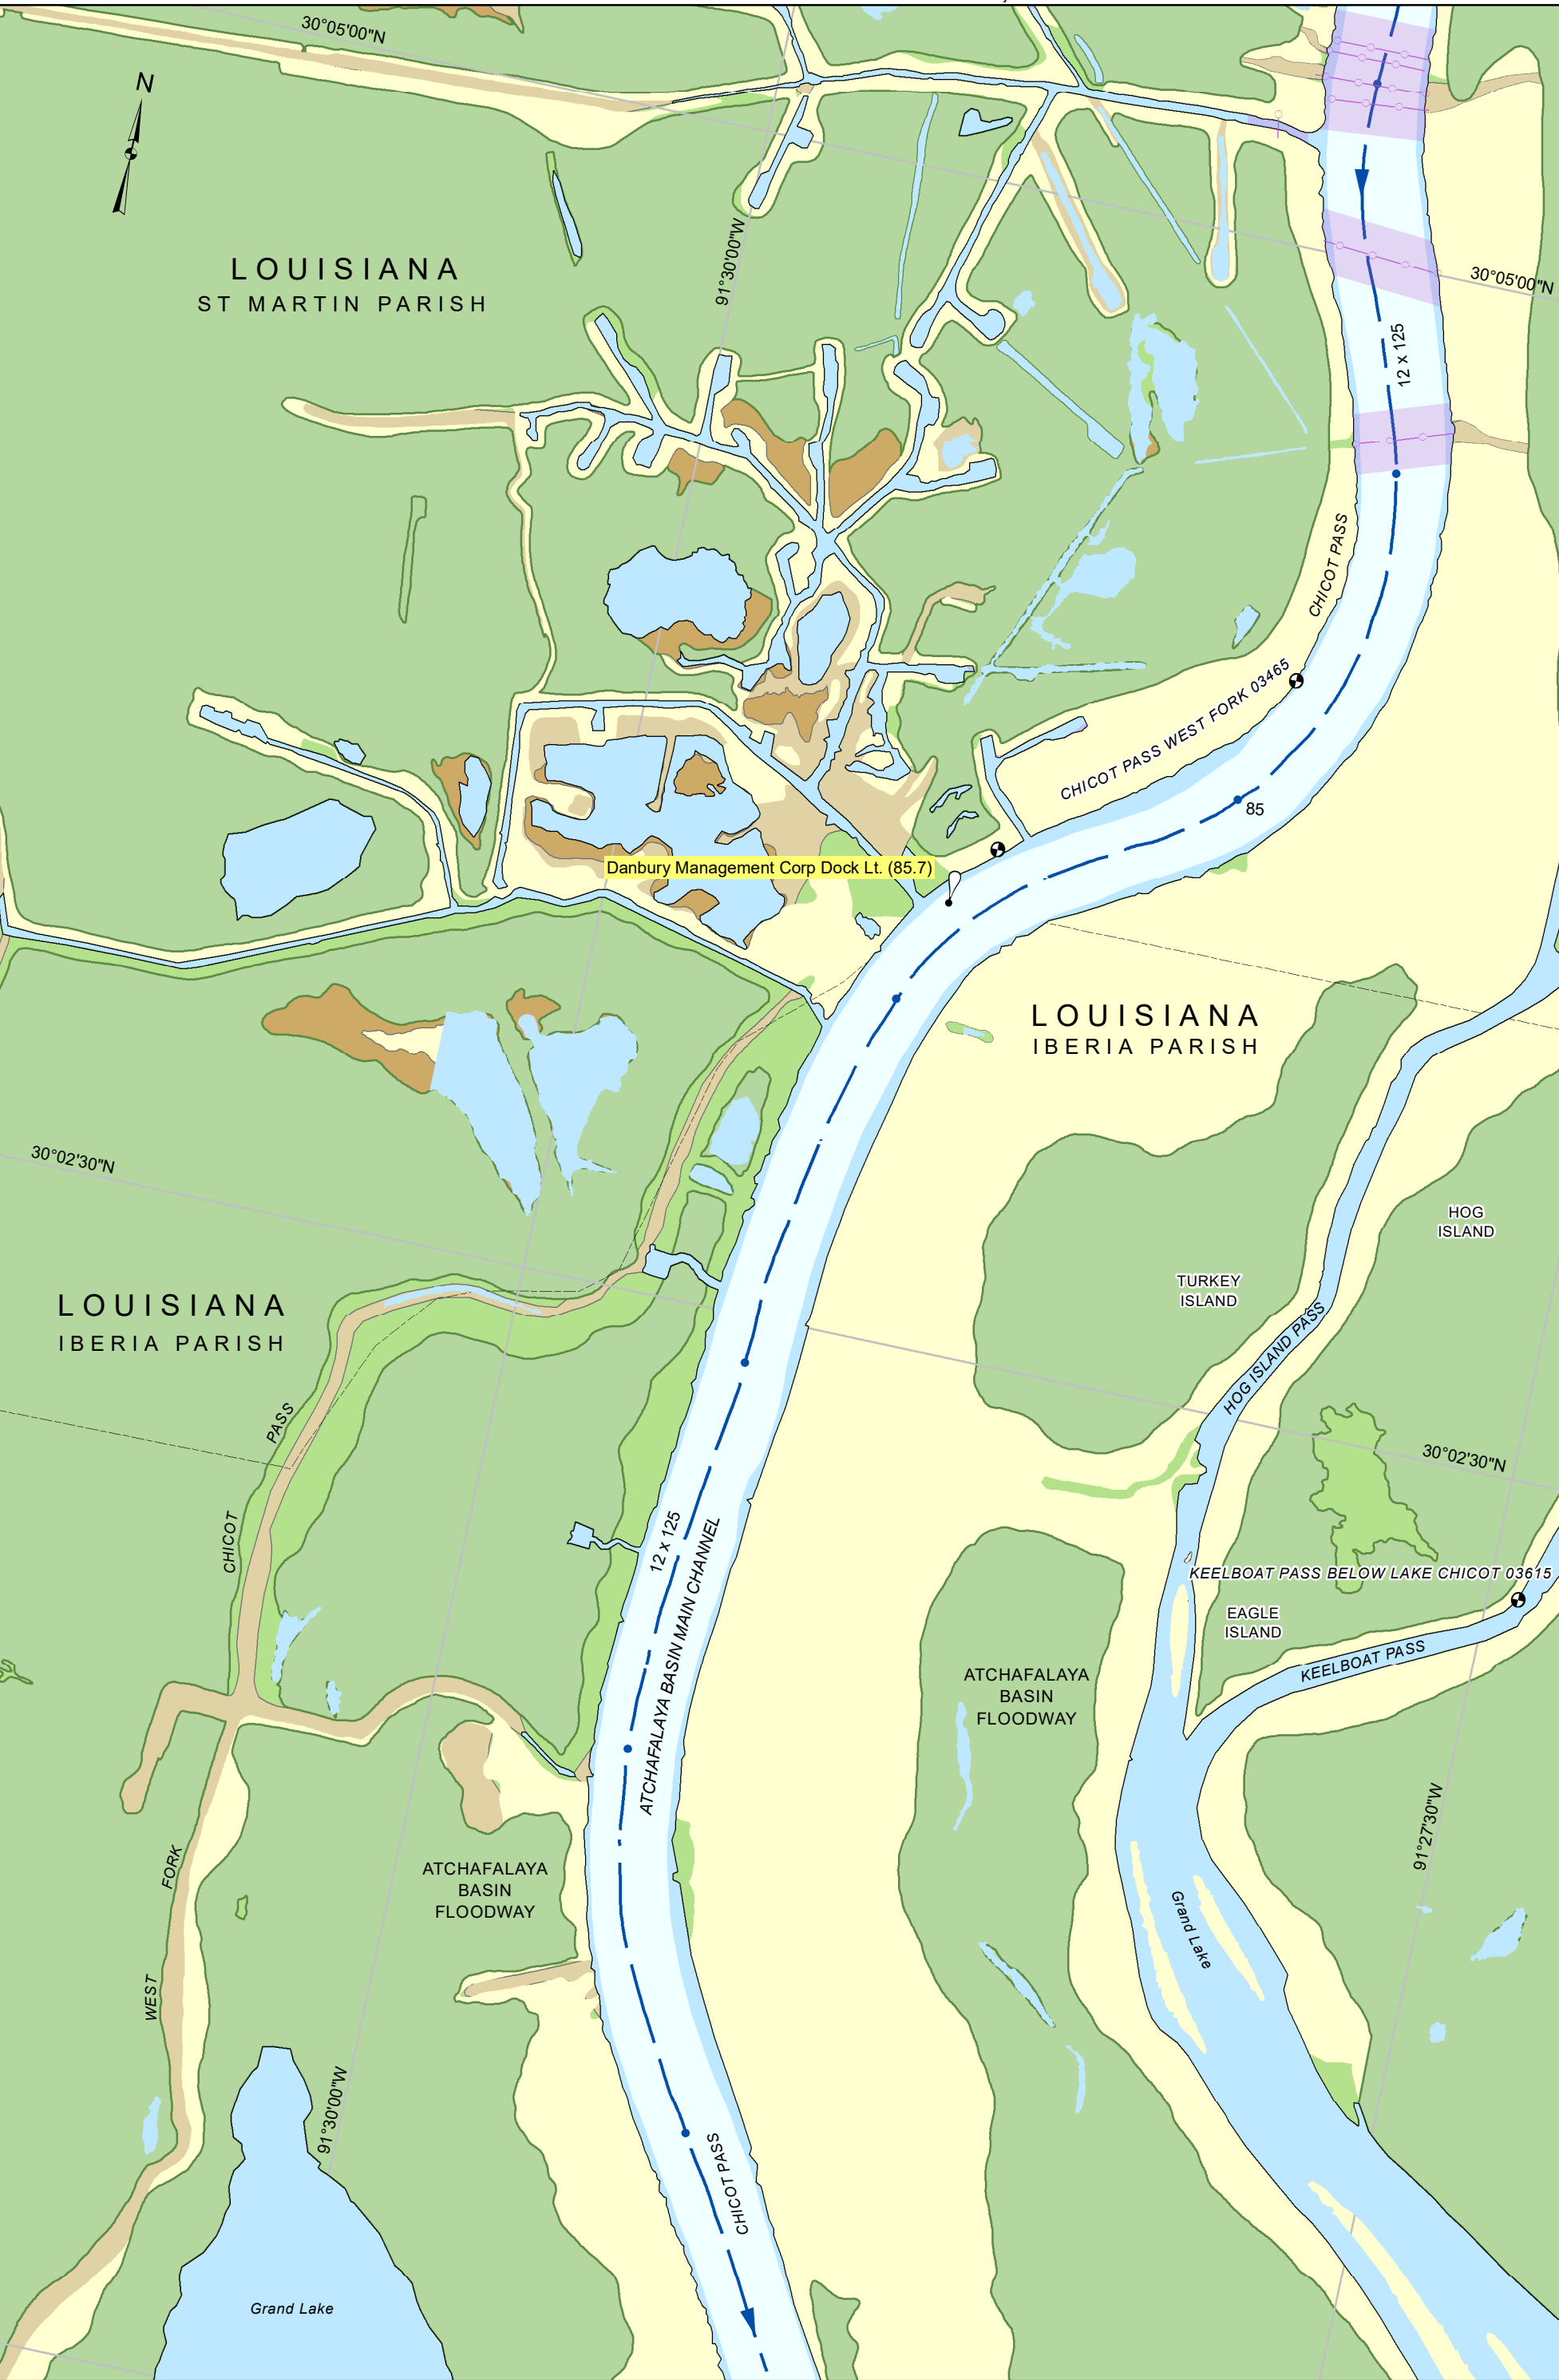 30°05'00"N
N
LOUISIANA
ST MARTIN PARISH
91°30'00"W
30°05'00"N
12 x 125
CHICOT PASS
CHICOT PASS WEST FORK 03465
85
Danbury Management Corp Dock Lt. (85.7)
LOUISIANA
IBERIA PARISH
30°02'30"N
HOG
ISLAND
TURKEY
ISLAND
LOUISIANA
IBERIA PARISH
HOG ISLAND PASS
PASS
CHICOT
30°02'30"N
12 x 125
ATCHAFALAYA BASIN MAIN CHANNEL
KEELBOAT PASS BELOW LAKE CHICOT 03615
EAGLE
ISLAND
KEELBOAT PASS
ATCHAFALAYA
BASIN
FLOODWAY
91°27'30"W
ATCHAFALAYA
BASIN
FLOODWAY
FORK
WEST
Grand Lake
91°30'00"W
CHICOT PASS
Grand Lake